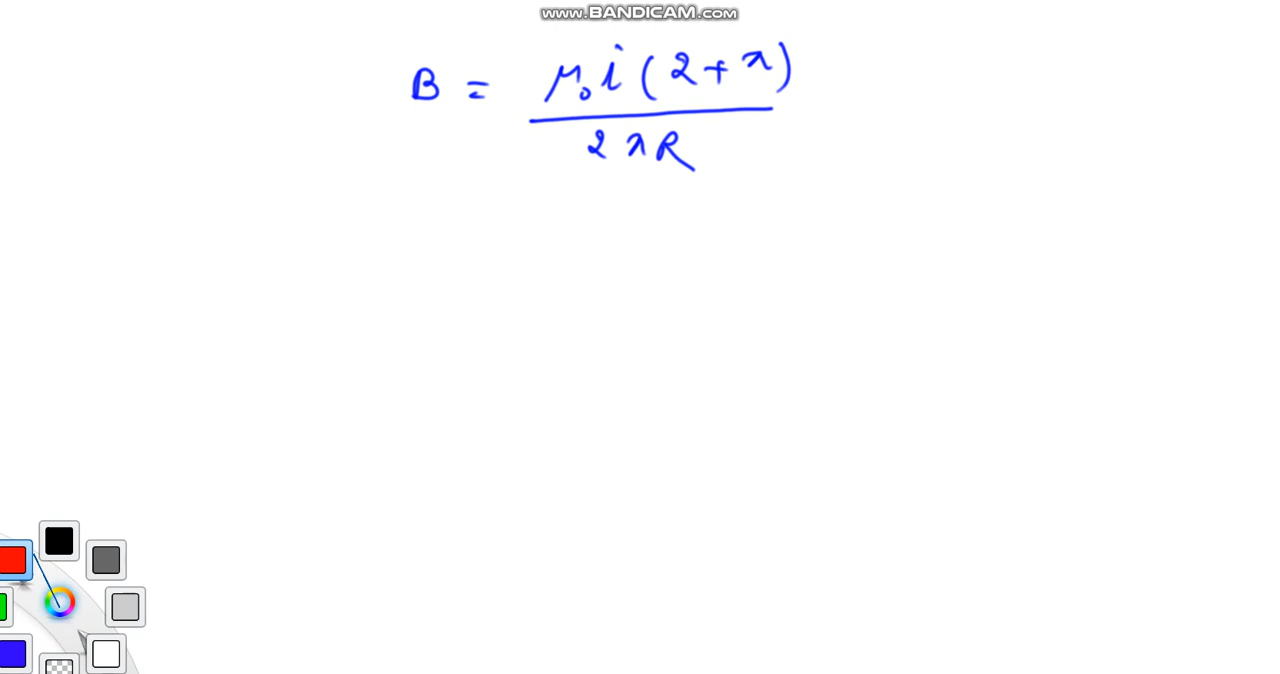 www.BANDICAM.com
B = μ₀i(2+π)
2πR